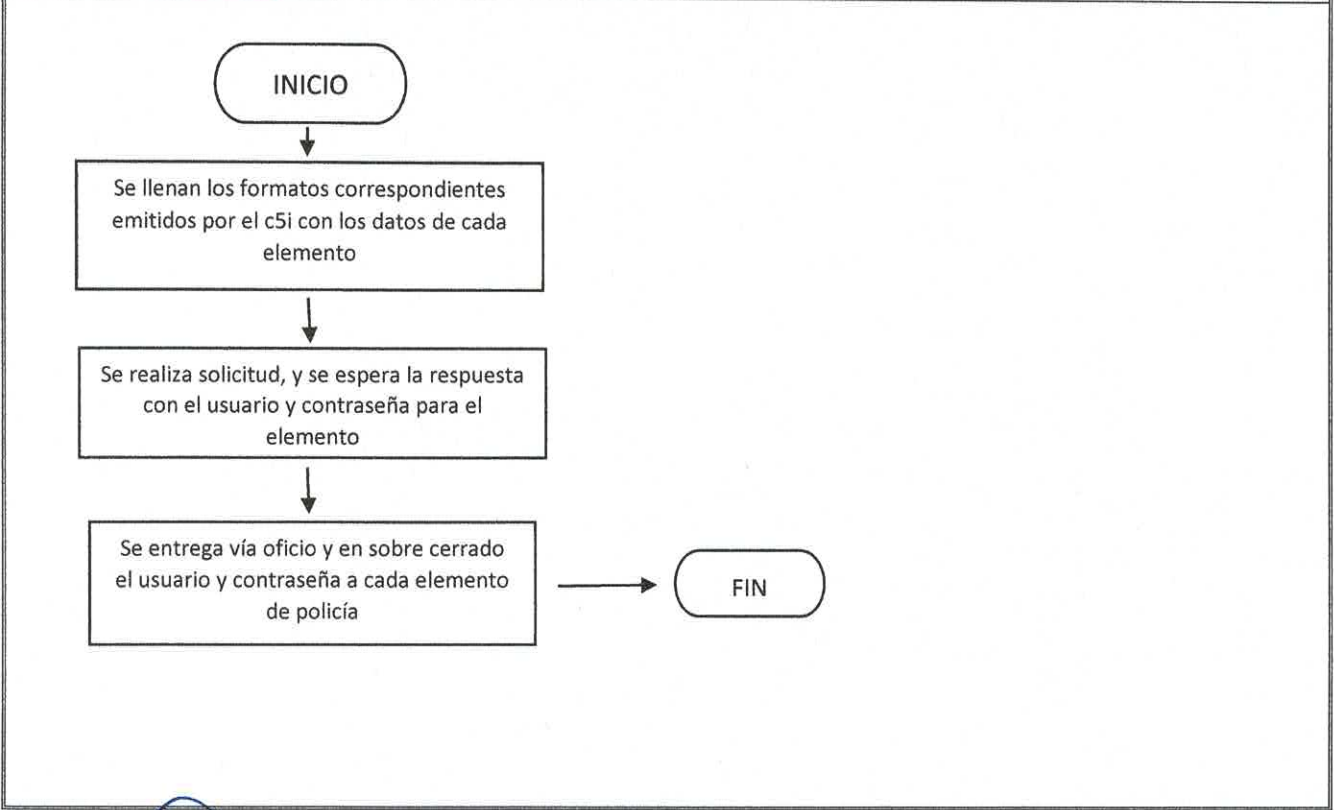 INICIO
Se llenan los formatos correspondientes
emitidos por el c5i con los datos de cada
elemento
Se realiza solicitud, y se espera la respuesta
con el usuario y contraseña para el
elemento
Se entrega vía oficio y en sobre cerrado
el usuario y contraseña a cada elemento
de policía
FIN